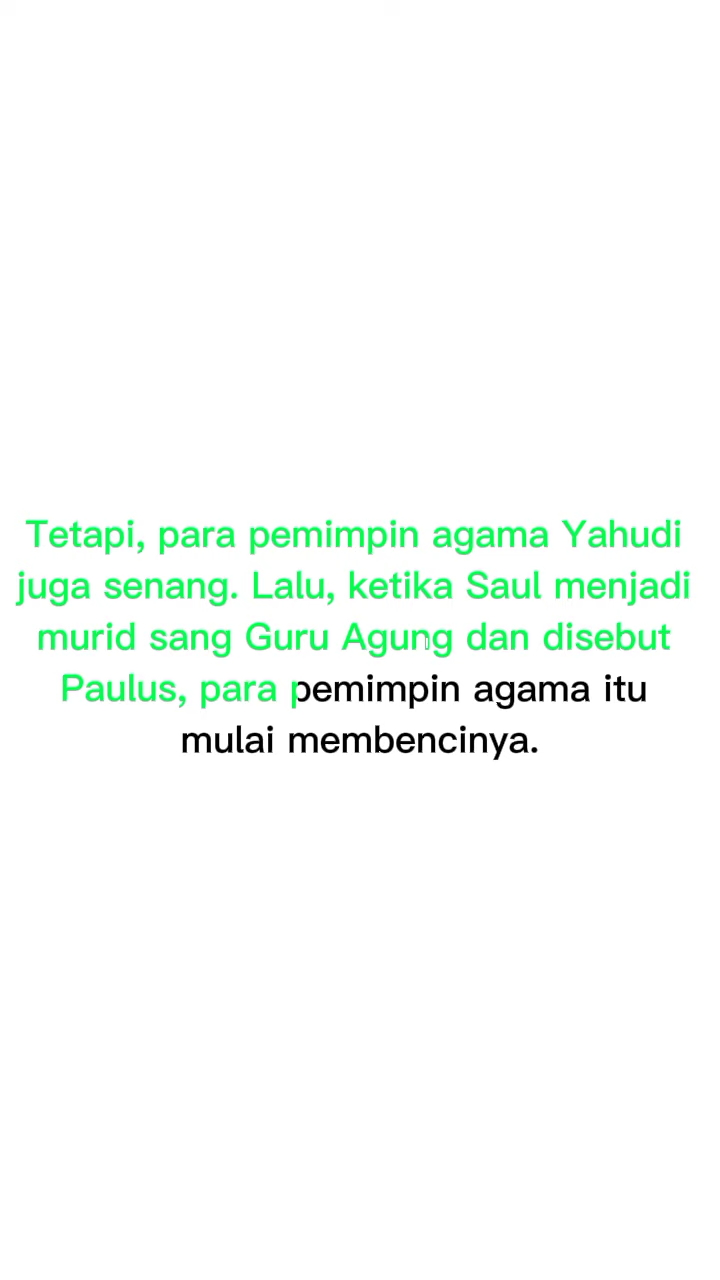 Tetapi, para pemimpin agama Yahudi
juga senang. Lalu, ketika Saul menjadi
murid sang Guru Agung dan disebut
Paulus, para pemimpin agama itu
mulai membencinya.